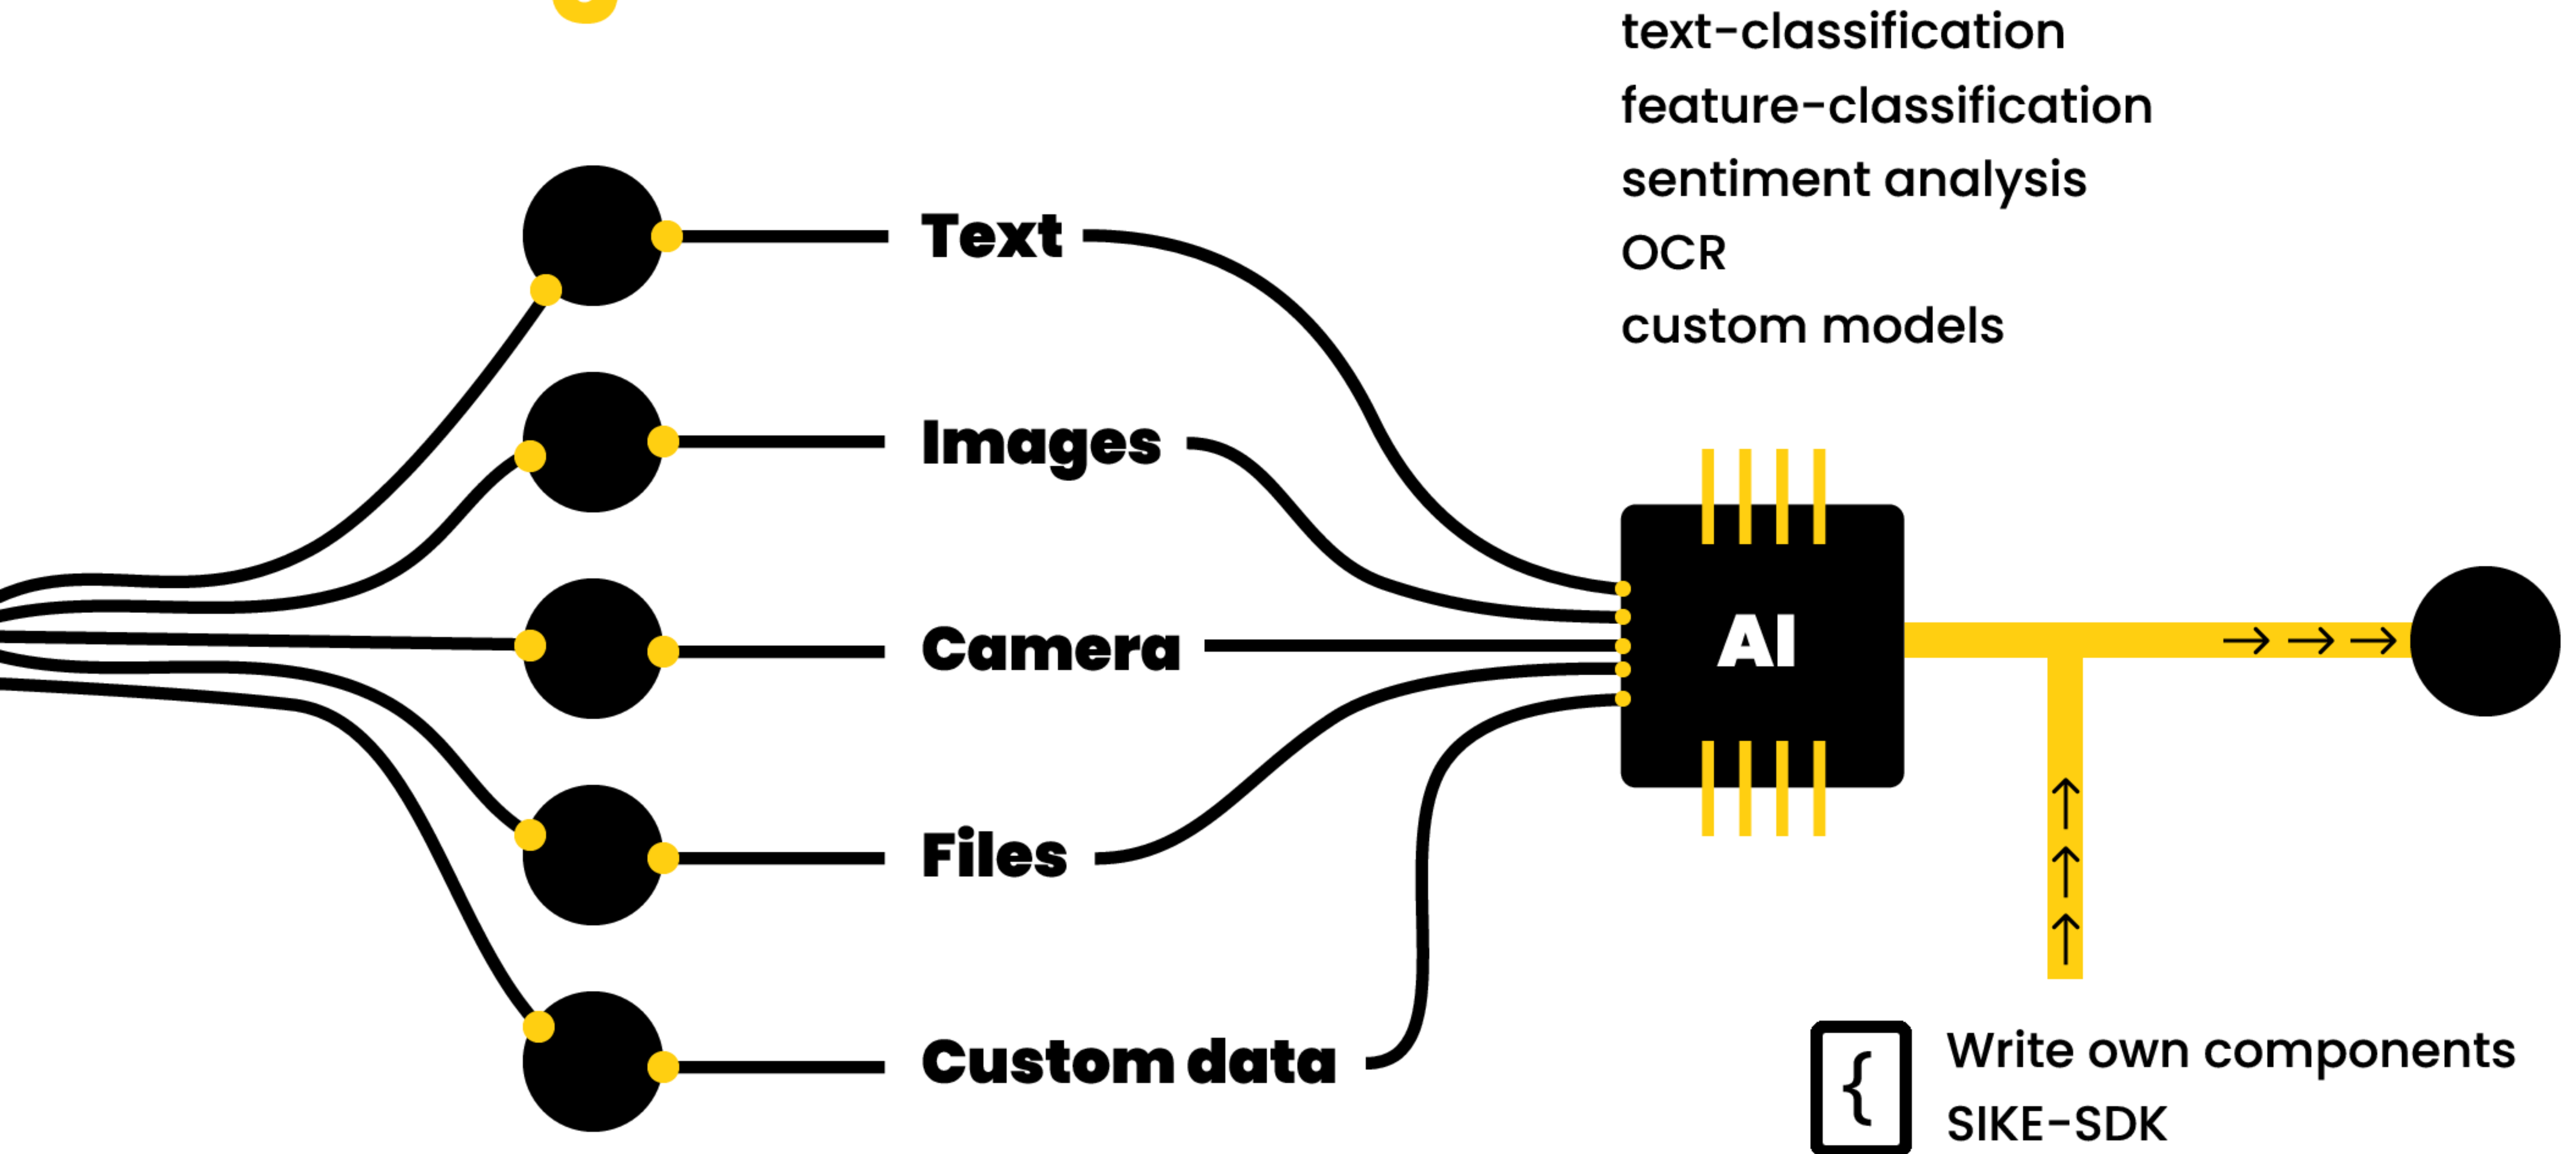 text-classification
feature-classification
sentiment analysis
OCR
custom models
Text
Images
Camera
Files
Custom data
AI
{
Write own components
SIKE-SDK